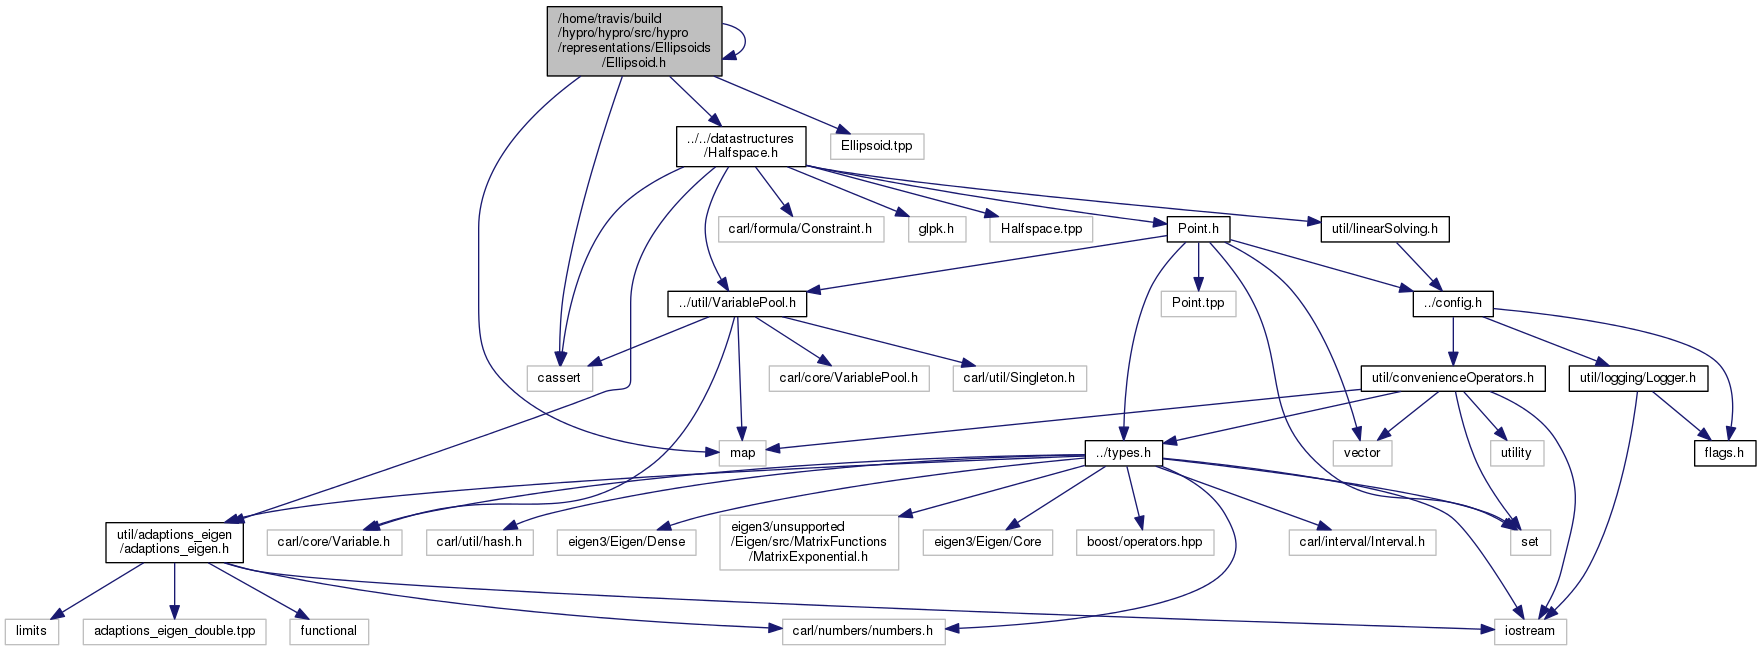 /home/travis/build
/hypro/hypro/src/hypro
/representations/Ellipsoids
/Ellipsoid.h
../../datastructures
/Halfspace.h
Ellipsoid.tpp
carl/formula/Constraint.h
glpk.h
Halfspace.tpp
Point.h
util/linearSolving.h
../util/VariablePool.h
Point.tpp
../config.h
cassert
carl/core/VariablePool.h
carl/util/Singleton.h
util/convenienceOperators.h
util/logging/Logger.h
map
../types.h
vector
utility
flags.h
util/adaptions_eigen
/adaptions_eigen.h
carl/core/Variable.h
carl/util/hash.h
eigen3/Eigen/Dense
eigen3/unsupported
/Eigen/src/MatrixFunctions
/MatrixExponential.h
eigen3/Eigen/Core
boost/operators.hpp
carl/interval/Interval.h
set
limits
adaptions_eigen_double.tpp
functional
carl/numbers/numbers.h
iostream